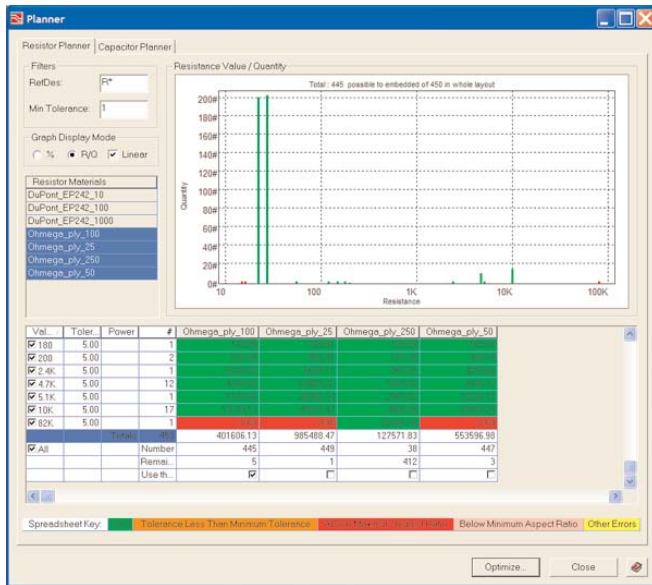 Planner
Resistor Planner Capacitor Planner
Filters
RefDes: R*
Min Tolerance: 1
Graph Display Mode
% R/Q Linear
Resistor Materials
DuPont_EP242_10
DuPont_EP242_100
DuPont_EP242_1000
Ohmega_ply_100
Ohmega_ply_25
Ohmega_ply_250
Ohmega_ply_50
Resistance Value / Quantity
Total : 445 possible to embedded of 450 in whole layout
200#
180#
160#
140#
120#
100#
80#
60#
40#
20#
0#
Quantity
10 100 1K 10K 100K
Resistance
Val... Toler... Power # Ohmega_ply_100 Ohmega_ply_25 Ohmega_ply_250 Ohmega_ply_50
180 5.00 1
200 5.00 2
2.4K 5.00 1
4.7K 5.00 12
5.1K 5.00 1
10K 5.00 17
82K 5.00 1
Total: 401606.13 985488.47 127571.83 553596.98
All Number 445 449 38 447
Remai... 5 1 412 3
Use th...
Spreadsheet Key: Tolerance Less Than Minimum Tolerance Below Minimum Aspect Ratio Other Errors
Optimize... Close